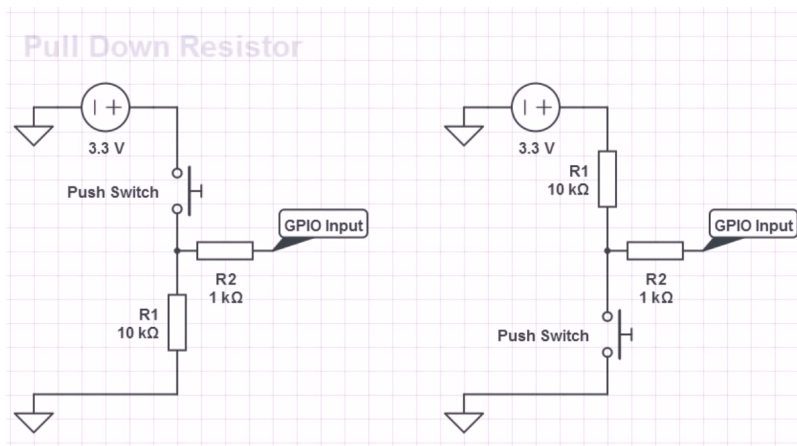 Pull Down Resistor
3.3 V
Push Switch
GPIO Input
R2
1 kΩ
R1
10 kΩ
3.3 V
R1
10 kΩ
GPIO Input
R2
1 kΩ
Push Switch